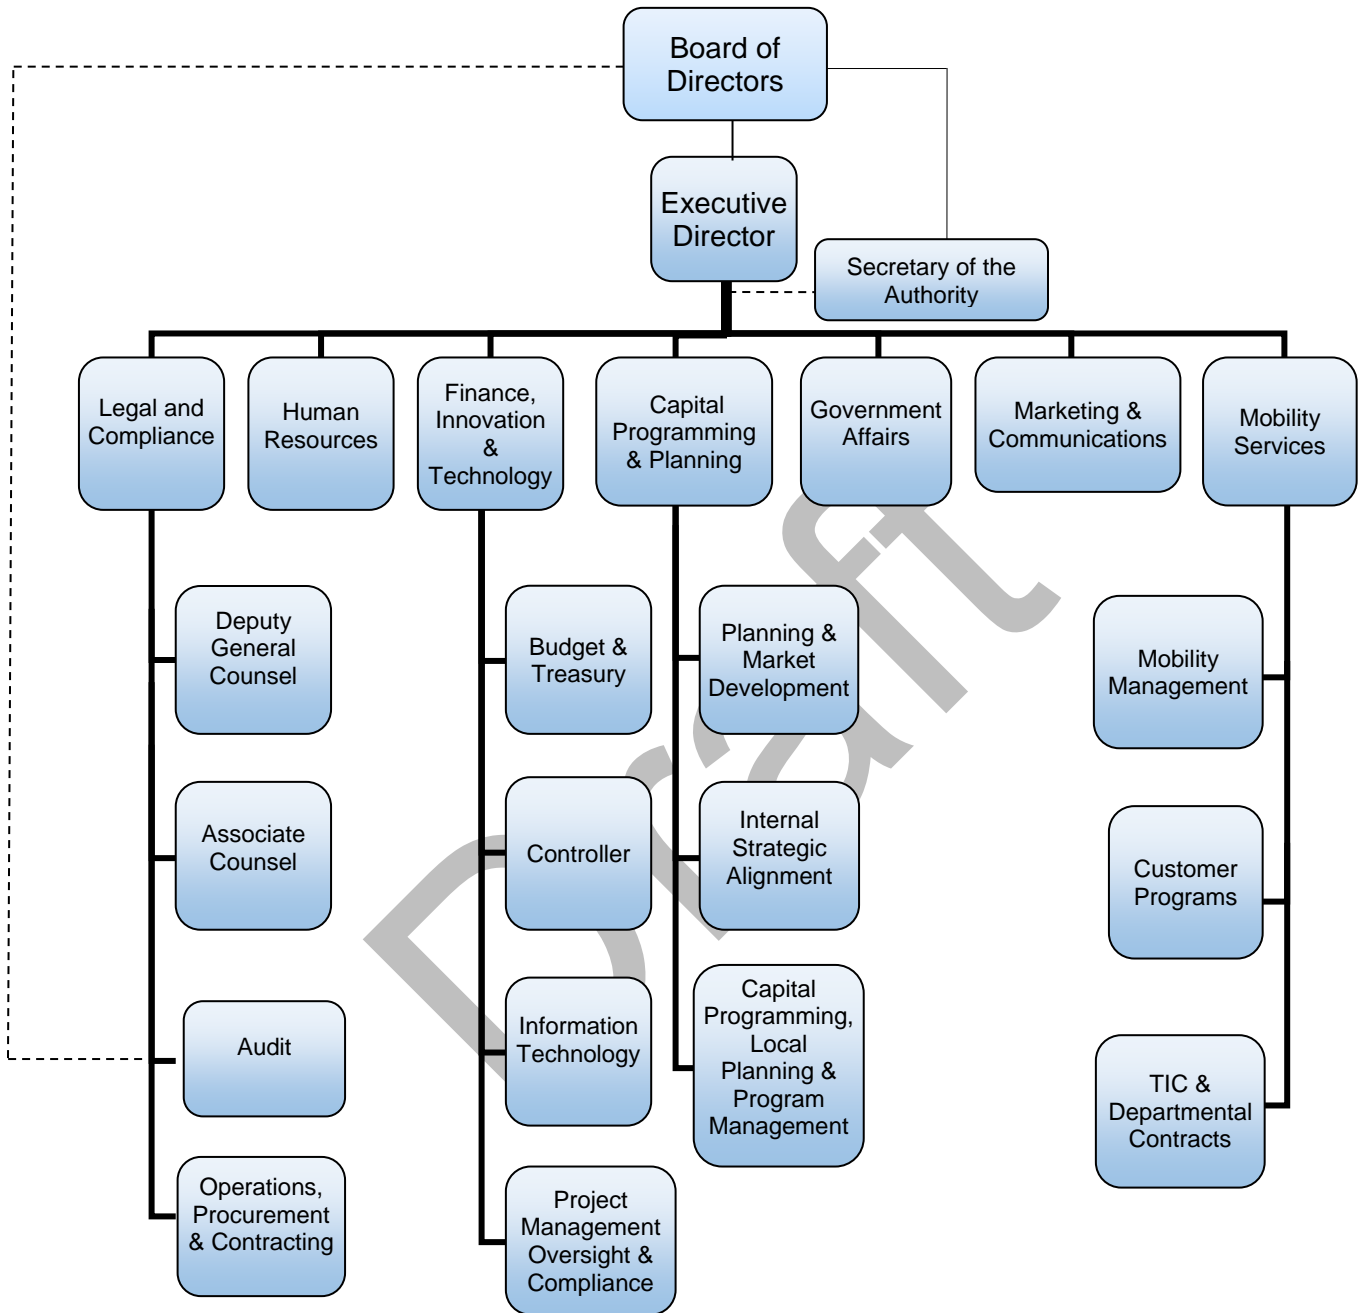 Board of
Directors
Executive
Director
Secretary of the
Authority
Legal and
Compliance
Human
Resources
Finance,
Innovation
&
Technology
Capital
Programming
& Planning
Government
Affairs
Marketing &
Communications
Mobility
Services
Deputy
General
Counsel
Budget &
Treasury
Planning &
Market
Development
Mobility
Management
Associate
Counsel
Controller
Internal
Strategic
Alignment
Customer
Programs
Audit
Information
Technology
Capital
Programming,
Local
Planning &
Program
Management
TIC &
Departmental
Contracts
Operations,
Procurement
& Contracting
Project
Management
Oversight &
Compliance
Draft